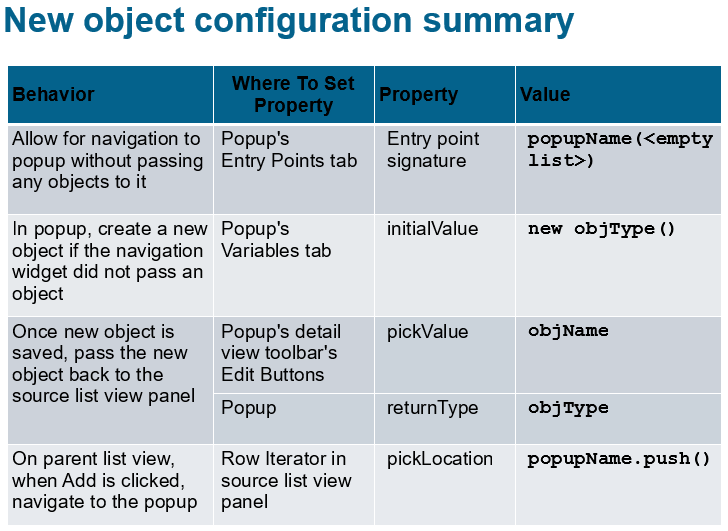 New object configuration summary
Behavior
Where To Set
Property
Property
Value
Allow for navigation to
popup without passing
any objects to it
Popup's
Entry Points tab
Entry point
signature
popupName(<empty
list>)
In popup, create a new
object if the navigation
widget did not pass an
object
Popup's
Variables tab
initialValue
new objType()
Once new object is
saved, pass the new
object back to the
source list view panel
Popup's detail
view toolbar's
Edit Buttons
pickValue
objName
Popup
returnType
objType
On parent list view,
when Add is clicked,
navigate to the popup
Row Iterator in
source list view
panel
pickLocation
popupName.push()